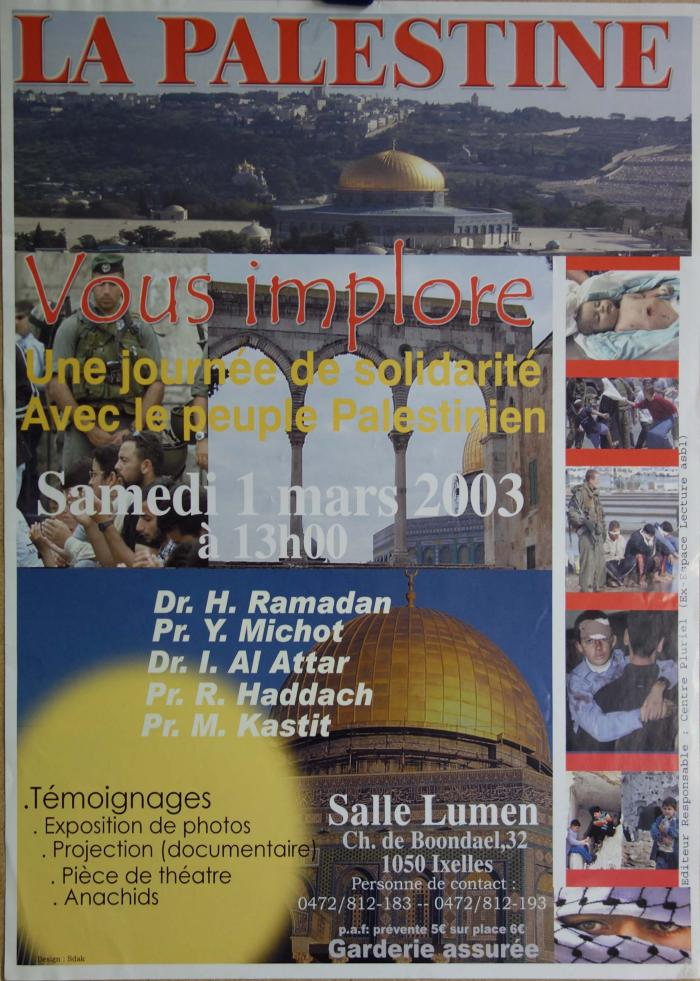 LA PALESTINE
Vous implore
Une journée de solidarité
Avec le peuple Palestinien
Samedi 1 mars 2003
à 13h00
Dr. H. Ramadan
Pr. Y. Michot
Dr. I. Al Attar
Pr. R. Haddach
Pr. M. Kastit
.Témoignages
. Exposition de photos
. Projection (documentaire)
. Pièce de théatre
. Anachids
Salle Lumen
Ch. de Boondael,32
1050 Ixelles
Personne de contact :
0472/812-183 -- 0472/812-193
p.a.f: prévente 5€ sur place 6€
Garderie assurée
Editeur Responsable : Centre Pluriel (Ex-Espace Lecture asbl)
Design : Sdak